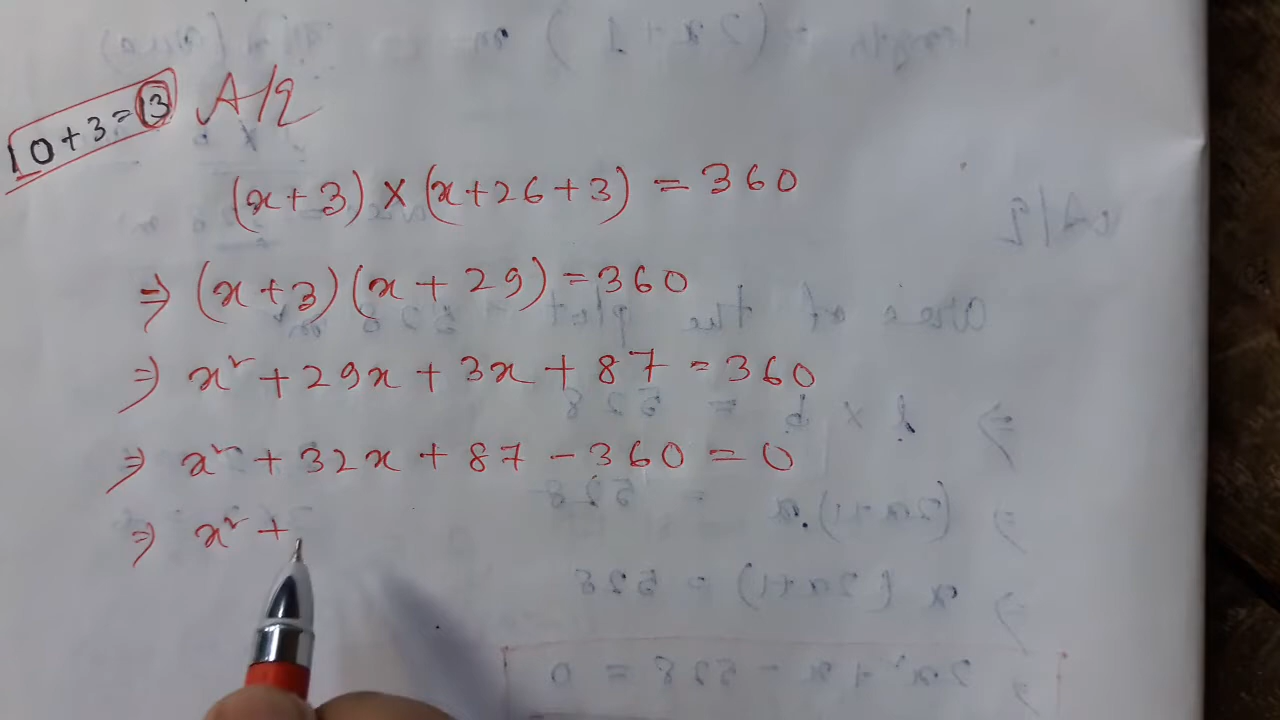 10+3=13
A/q
(x+3)×(x+26+3) = 360
⇒ (x+3)(x+29)=360
⇒ x²+29x+3x+87=360
⇒ x²+32x+87-360=0
⇒ x²+